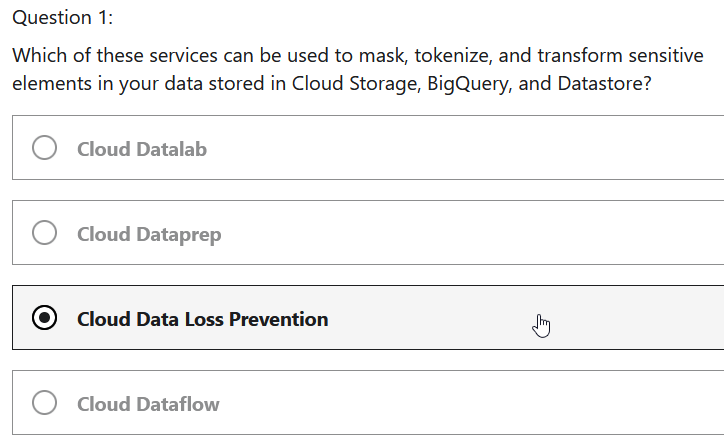 Question 1:
Which of these services can be used to mask, tokenize, and transform sensitive
elements in your data stored in Cloud Storage, BigQuery, and Datastore?
Cloud Datalab
Cloud Dataprep
Cloud Data Loss Prevention
Cloud Dataflow